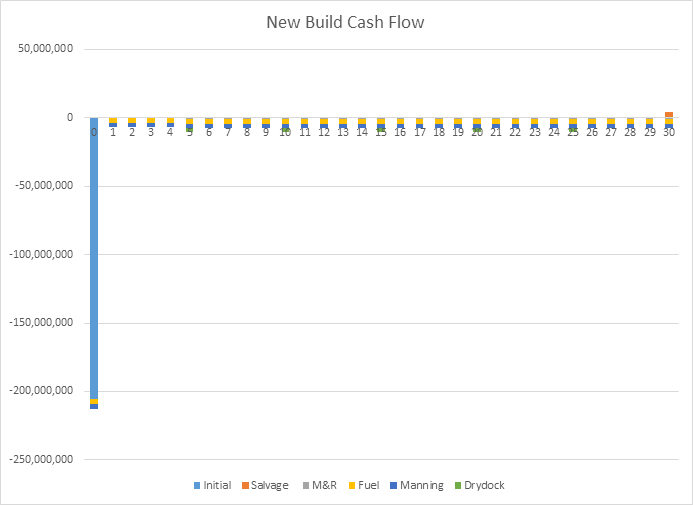 New Build Cash Flow
50,000,000
0
0 1 2 3 4 5 6 7 8 9 10 11 12 13 14 15 16 17 18 19 20 21 22 23 24 25 26 27 28 29 30
-50,000,000
-100,000,000
-150,000,000
-200,000,000
-250,000,000
Initial Salvage M&R Fuel Manning Drydock